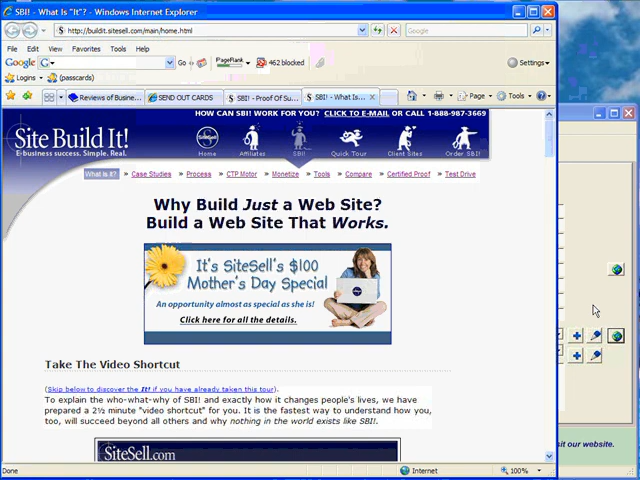 SBI! - What Is "It"? - Windows Internet Explorer
http://buildit.sitesell.com/main/home.html
Google
File Edit View Favorites Tools Help
Google G Go PageRank 462 blocked Settings
Logins (passcards)
Reviews of Busine... SEND OUT CARDS SBI! - Proof Of Su... SBI! - What Is... Page Tools
HOW CAN SBI! WORK FOR YOU? CLICK TO E-MAIL OR CALL 1-888-987-3669
Site Build It!
E-business success. Simple. Real.
Home Affiliates SBI! Quick Tour Client Sites Order SBI!
What is It? » Case Studies » Process » CTP Motor » Monetize » Tools » Compare » Certified Proof » Test Drive
Why Build Just a Web Site?
Build a Web Site That Works.
It's SiteSell's $100
Mother's Day Special
An opportunity almost as special as she is!
Click here for all the details.
Take The Video Shortcut
(Skip below to discover the It! if you have already taken this tour).
To explain the who-what-why of SBI! and exactly how it changes people's lives, we have
prepared a 2½ minute "video shortcut" for you. It is the fastest way to understand how you,
too, will succeed beyond all others and why nothing in the world exists like SBI!.
SiteSell.com
sit our website.
Done Internet 100%